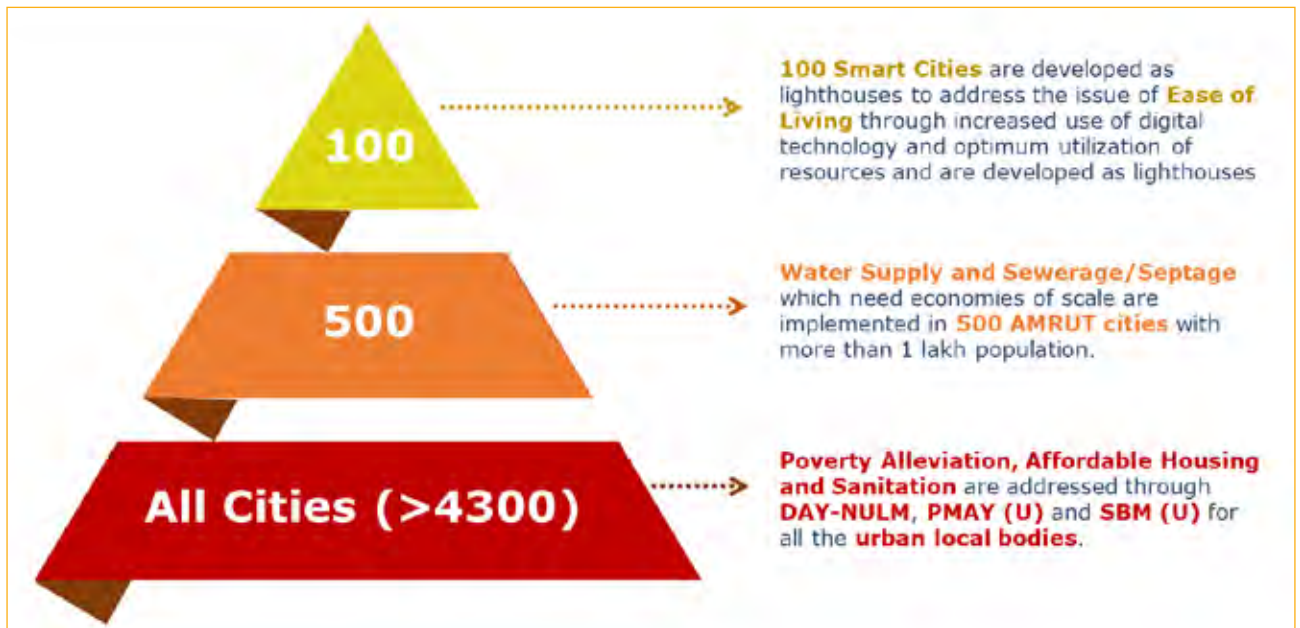 100
100 Smart Cities are developed as
lighthouses to address the issue of Ease of
Living through increased use of digital
technology and optimum utilization of
resources and are developed as lighthouses
500
Water Supply and Sewerage/Septage
which need economies of scale are
implemented in 500 AMRUT cities with
more than 1 lakh population.
All Cities (>4300)
Poverty Alleviation, Affordable Housing
and Sanitation are addressed through
DAY-NULM, PMAY (U) and SBM (U) for
all the urban local bodies.